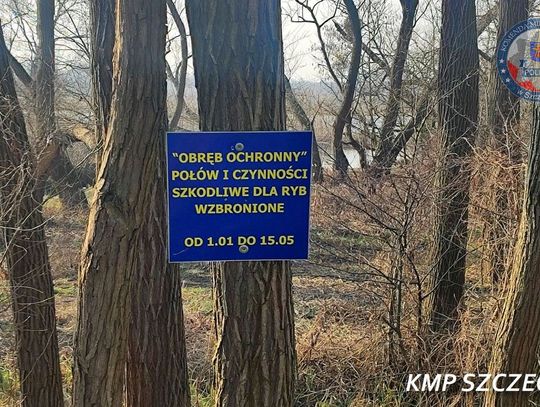 "OBRĘB OCHRONNY"
POŁÓW I CZYNNOŚCI
SZKODLIWE DLA RYB
WZBRONIONE
OD 1.01 DO 15.05
KMP SZCZEC